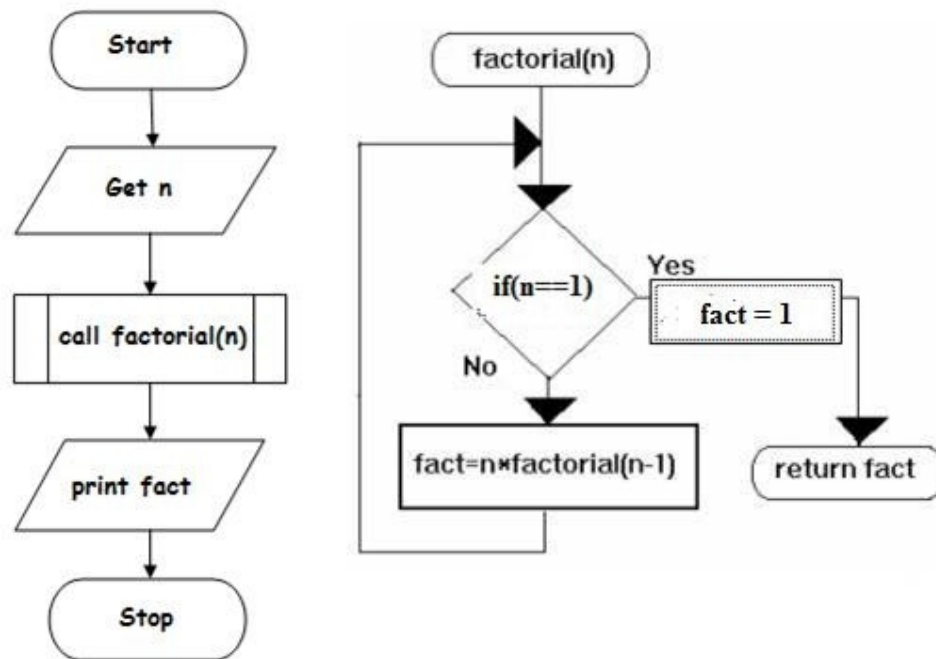 Start
Get n
call factorial(n)
print fact
Stop
factorial(n)
if(n==1)
Yes
fact = 1
No
fact=n*factorial(n-1)
return fact